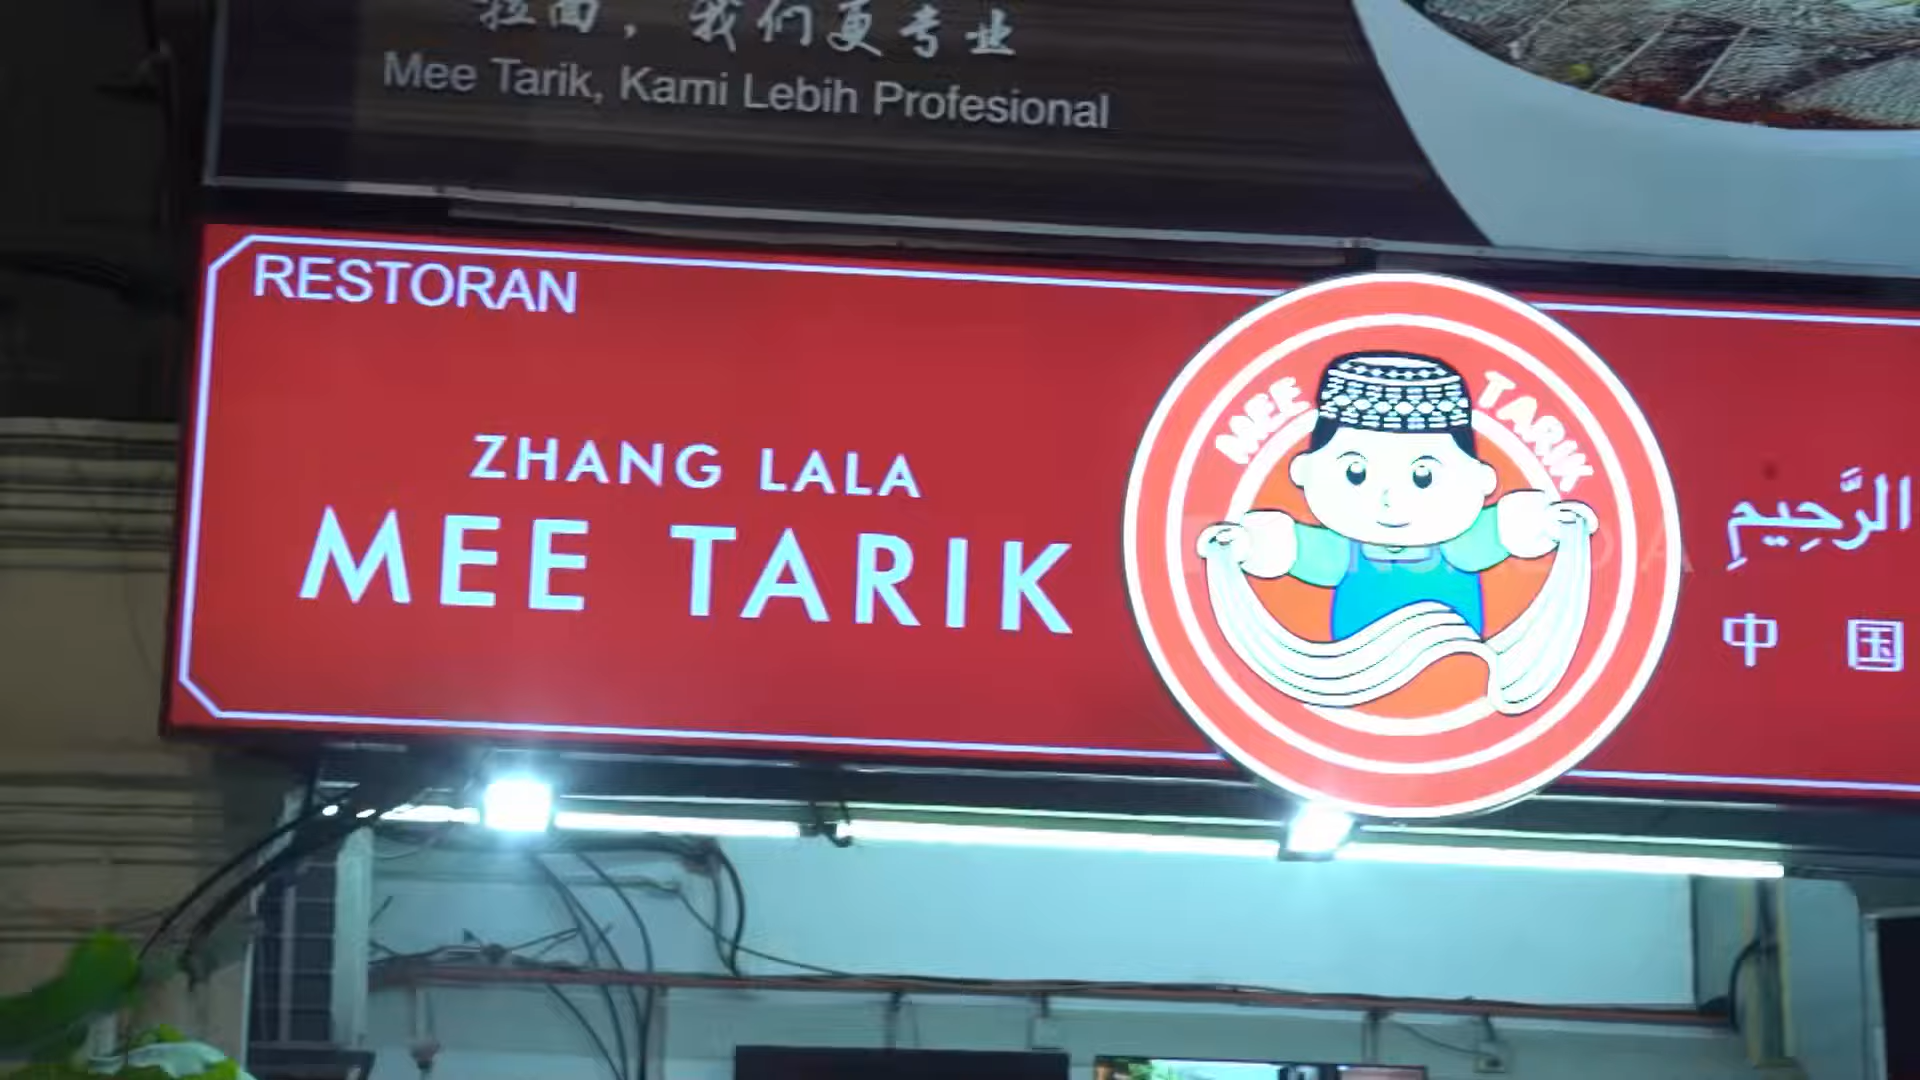 拉面，我们更专业
Mee Tarik, Kami Lebih Profesional
RESTORAN
ZHANG LALA
MEE TARIK
MEE TARIK
الرَّحِيمِ
中国